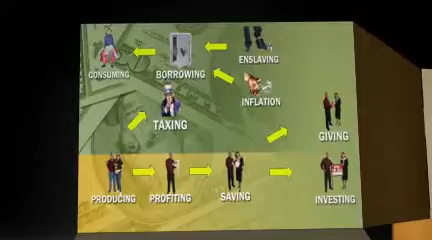 ENSLAVING
CONSUMING
BORROWING
INFLATION
TAXING
GIVING
PRODUCING
PROFITING
SAVING
INVESTING